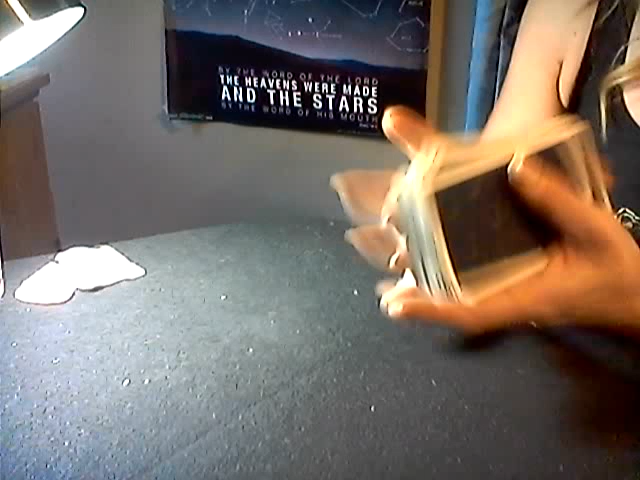 BY THE WORD OF THE LORD
THE HEAVENS WERE MADE
AND THE STARS
BY THE WORD OF HIS MOUTH